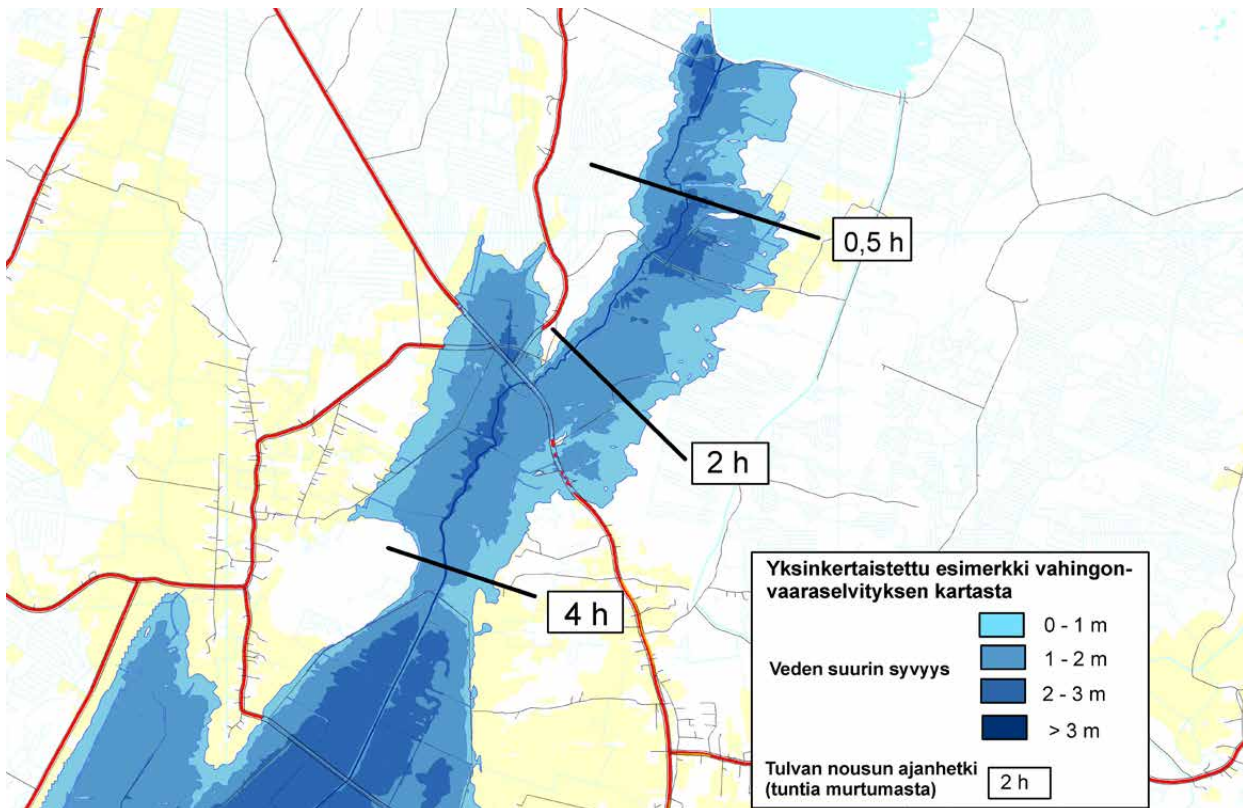 0,5 h
2 h
4 h
Yksinkertaistettu esimerkki vahingon-
vaaraselvityksen kartasta
Veden suurin syvyys
0 - 1 m
1 - 2 m
2 - 3 m
> 3 m
Tulvan nousun ajanhetki
(tuntia murtumasta)
2 h